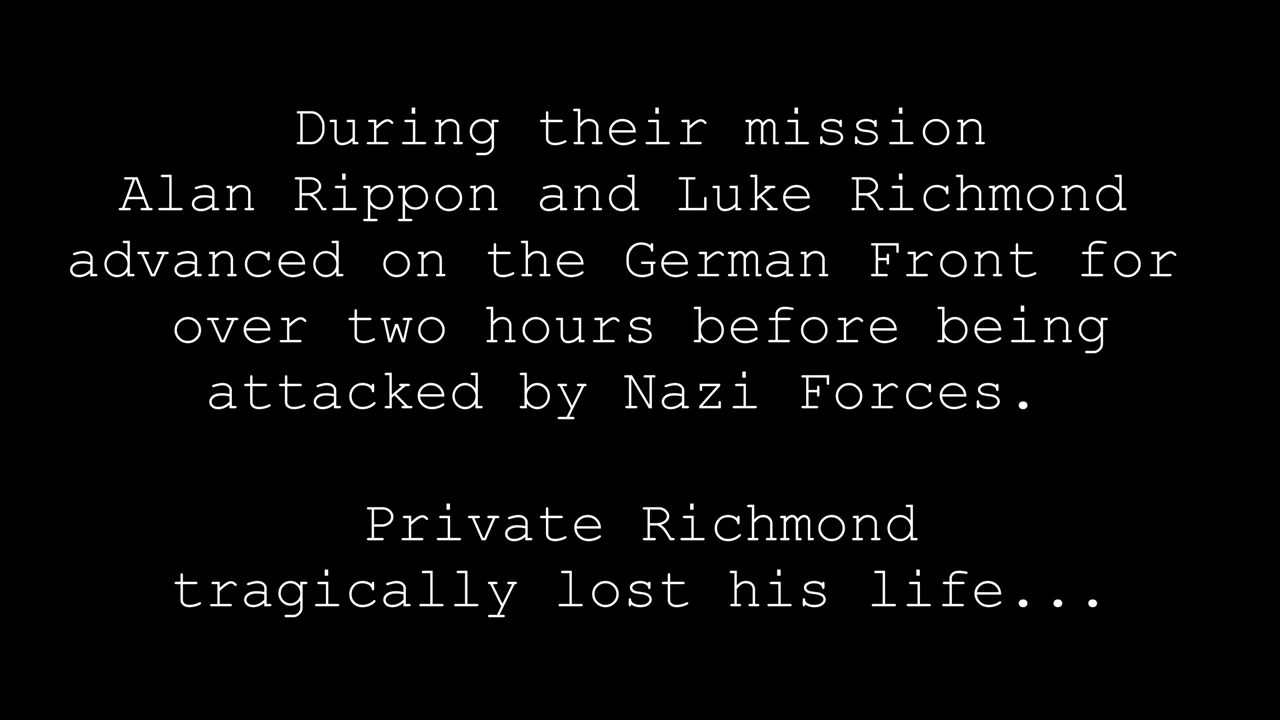 During their mission
Alan Rippon and Luke Richmond
advanced on the German Front for
over two hours before being
attacked by Nazi Forces.
Private Richmond
tragically lost his life...